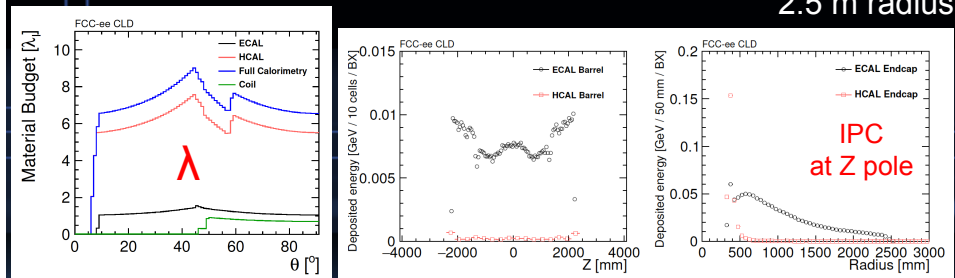 2.5 m radius
FCC-ee CLD
Material Budget [λI]
10
8
6
4
2
0
0 20 40 60 80
θ [°]
ECAL
HCAL
Full Calorimetry
Coil
λ
FCC-ee CLD
Deposited energy [GeV / 10 cells / BX]
0.015
0.01
0.005
0
−4000 −2000 0 2000 4000
Z [mm]
ECAL Barrel
HCAL Barrel
FCC-ee CLD
Deposited energy [GeV / 50 mm / BX]
0.2
0.15
0.1
0.05
0
0 500 1000 1500 2000 2500 3000
Radius [mm]
ECAL Endcap
HCAL Endcap
IPC
at Z pole